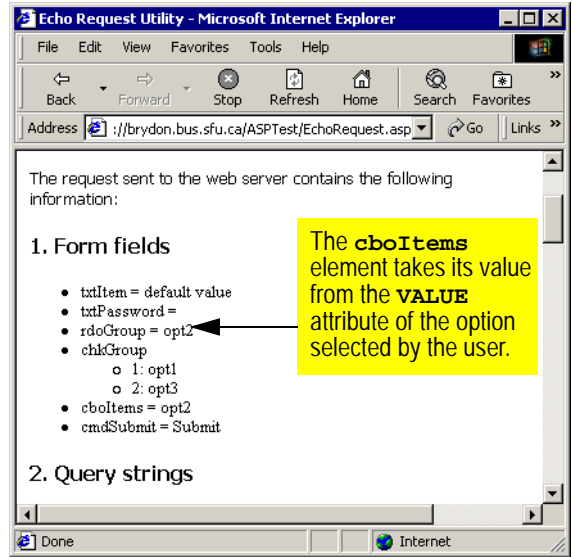 Echo Request Utility - Microsoft Internet Explorer
File Edit View Favorites Tools Help
Back Forward Stop Refresh Home Search Favorites »
Address ://brydon.bus.sfu.ca/ASPTest/EchoRequest.asp Go Links »
The request sent to the web server contains the following
information:
1. Form fields
• txtItem = default value
• txtPassword =
• rdoGroup = opt2
• chkGroup
o 1: opt1
o 2: opt3
• cboItems = opt2
• cmdSubmit = Submit
The cboItems
element takes its value
from the VALUE
attribute of the option
selected by the user.
2. Query strings
Done Internet